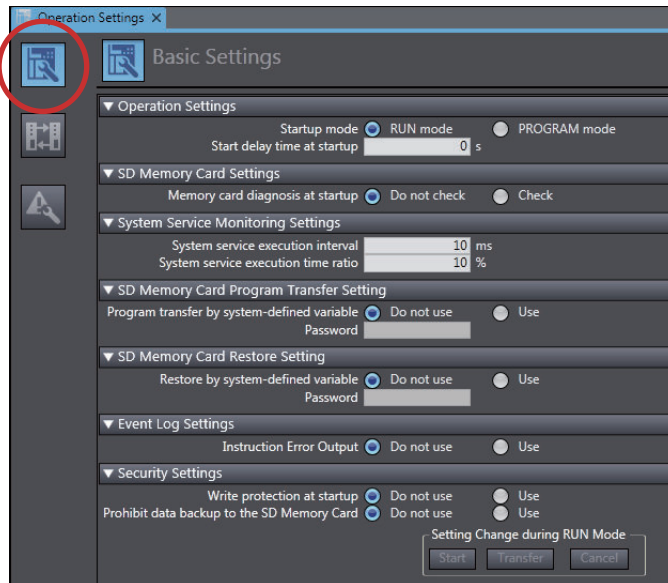 Operation Settings ×
Basic Settings
▼ Operation Settings
Startup mode RUN mode PROGRAM mode
Start delay time at startup 0 s
▼ SD Memory Card Settings
Memory card diagnosis at startup Do not check Check
▼ System Service Monitoring Settings
System service execution interval 10 ms
System service execution time ratio 10 %
▼ SD Memory Card Program Transfer Setting
Program transfer by system-defined variable Do not use Use
Password
▼ SD Memory Card Restore Setting
Restore by system-defined variable Do not use Use
Password
▼ Event Log Settings
Instruction Error Output Do not use Use
▼ Security Settings
Write protection at startup Do not use Use
Prohibit data backup to the SD Memory Card Do not use Use
Setting Change during RUN Mode
Start Transfer Cancel